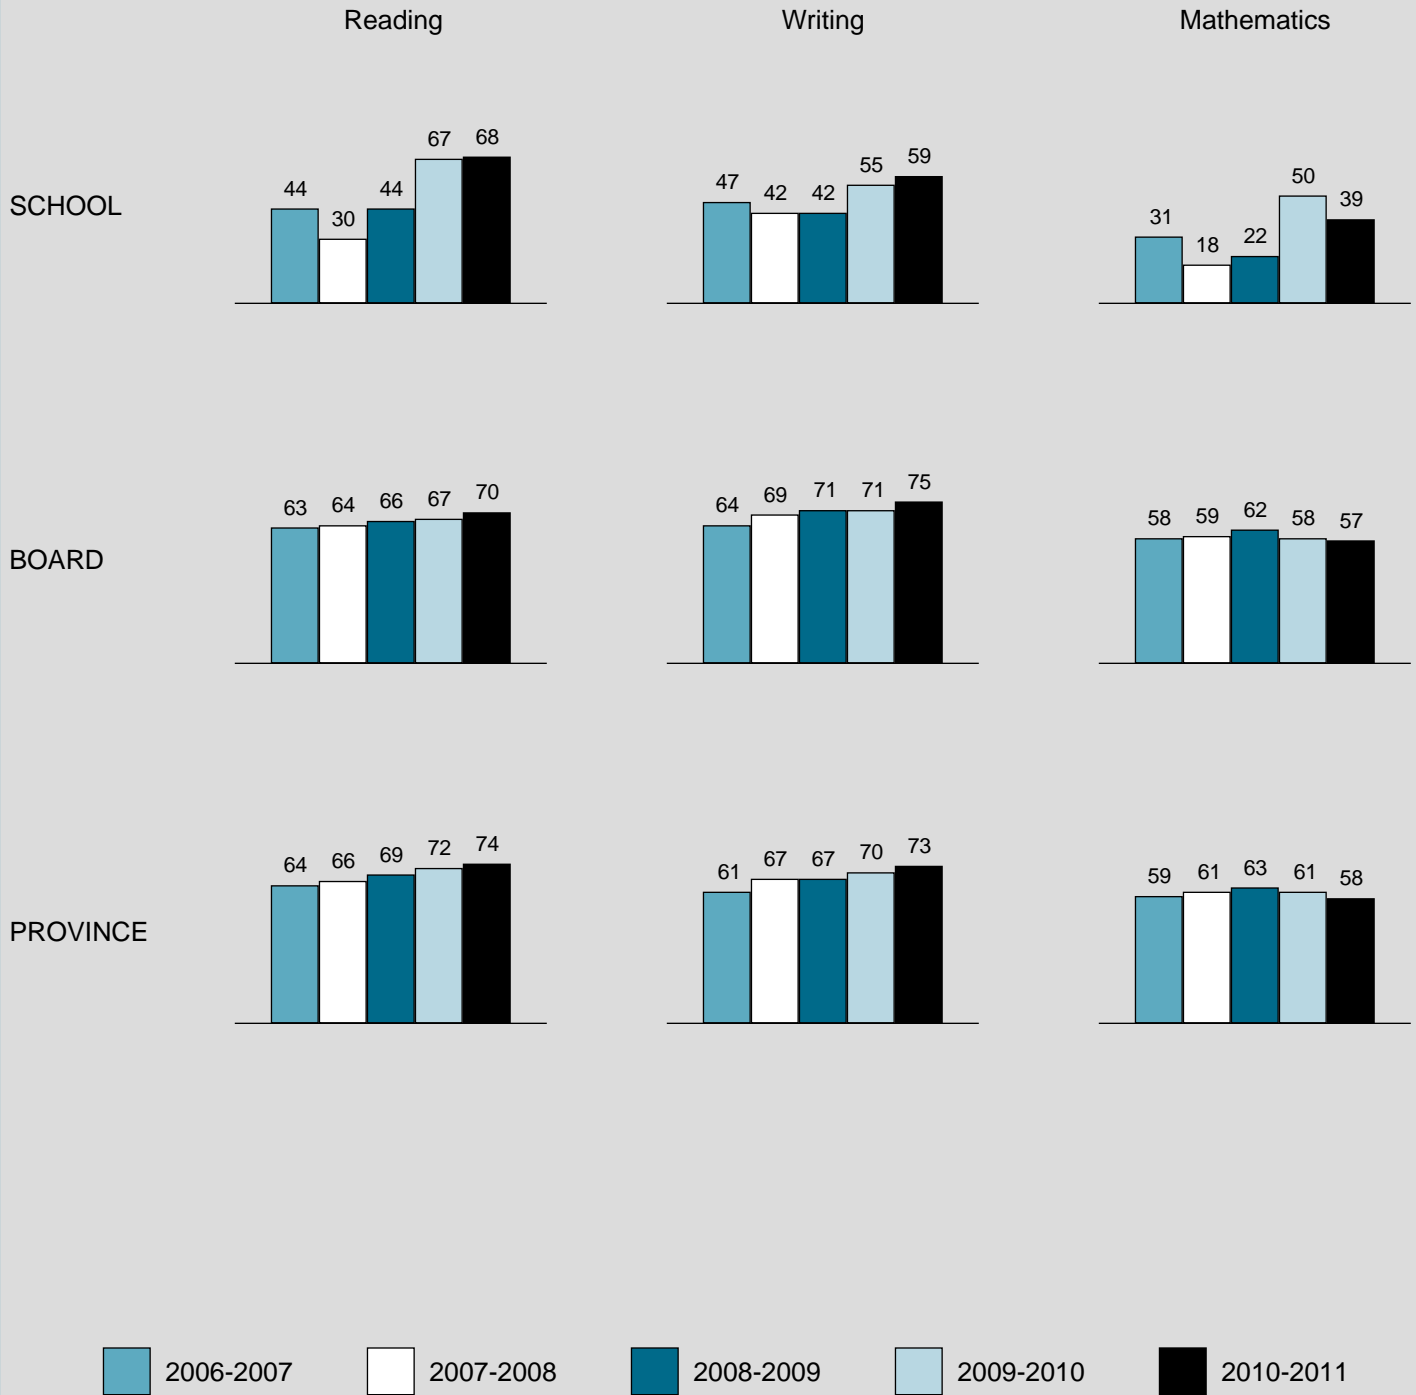 Reading Writing Mathematics
SCHOOL
44 30 44 67 68
47 42 42 55 59
31 18 22 50 39
BOARD
63 64 66 67 70
64 69 71 71 75
58 59 62 58 57
PROVINCE
64 66 69 72 74
61 67 67 70 73
59 61 63 61 58
2006-2007 2007-2008 2008-2009 2009-2010 2010-2011